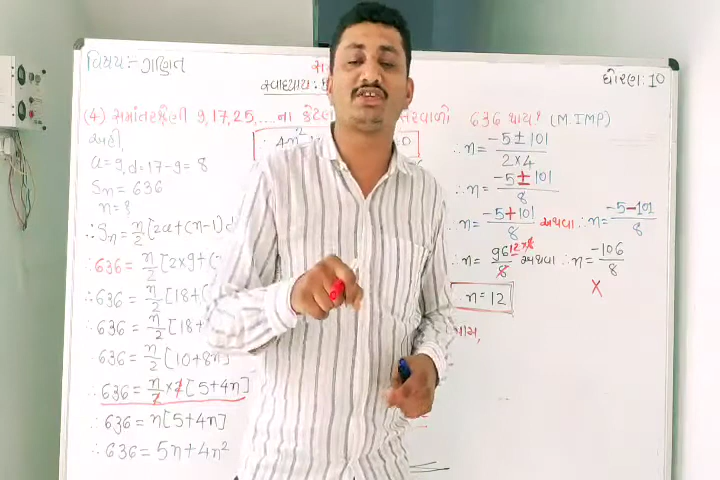 વિષય:- ગણિત
ધોરણ: 10
સ્વાધ્યાય:
(4) સમાંતર શ્રેણી 9,17,25,....ના કેટલા સરવાળો 636 થાય? (M.IMP)
અહીં,
a=9, d=17-9=8
Sn = 636
n=?
∴ Sn = n/2 [2a+(n-1)d
∴ 636 = n/2 [2×9+(
∴ 636 = n/2 [18+(
∴ 636 = n/2 [18+
∴ 636 = n/2 [10+8n]
∴ 636 = n/2 × 2 [5+4n]
∴ 636 = n[5+4n]
∴ 636 = 5n+4n²
∴ 4n²
∴ n = -5 ± 101 / 2×4
∴ n = -5 ± 101 / 8
∴ n = -5+101 / 8 અથવા ∴ n = -5-101 / 8
∴ n = 96 / 8 12 અથવા ∴ n = -106 / 8
×
n = 12